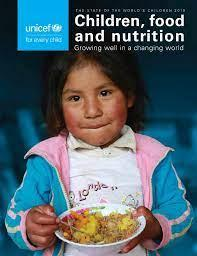 THE STATE OF THE WORLD'S CHILDREN 2019
Children, food
and nutrition
Growing well in a changing world
unicef
for every child